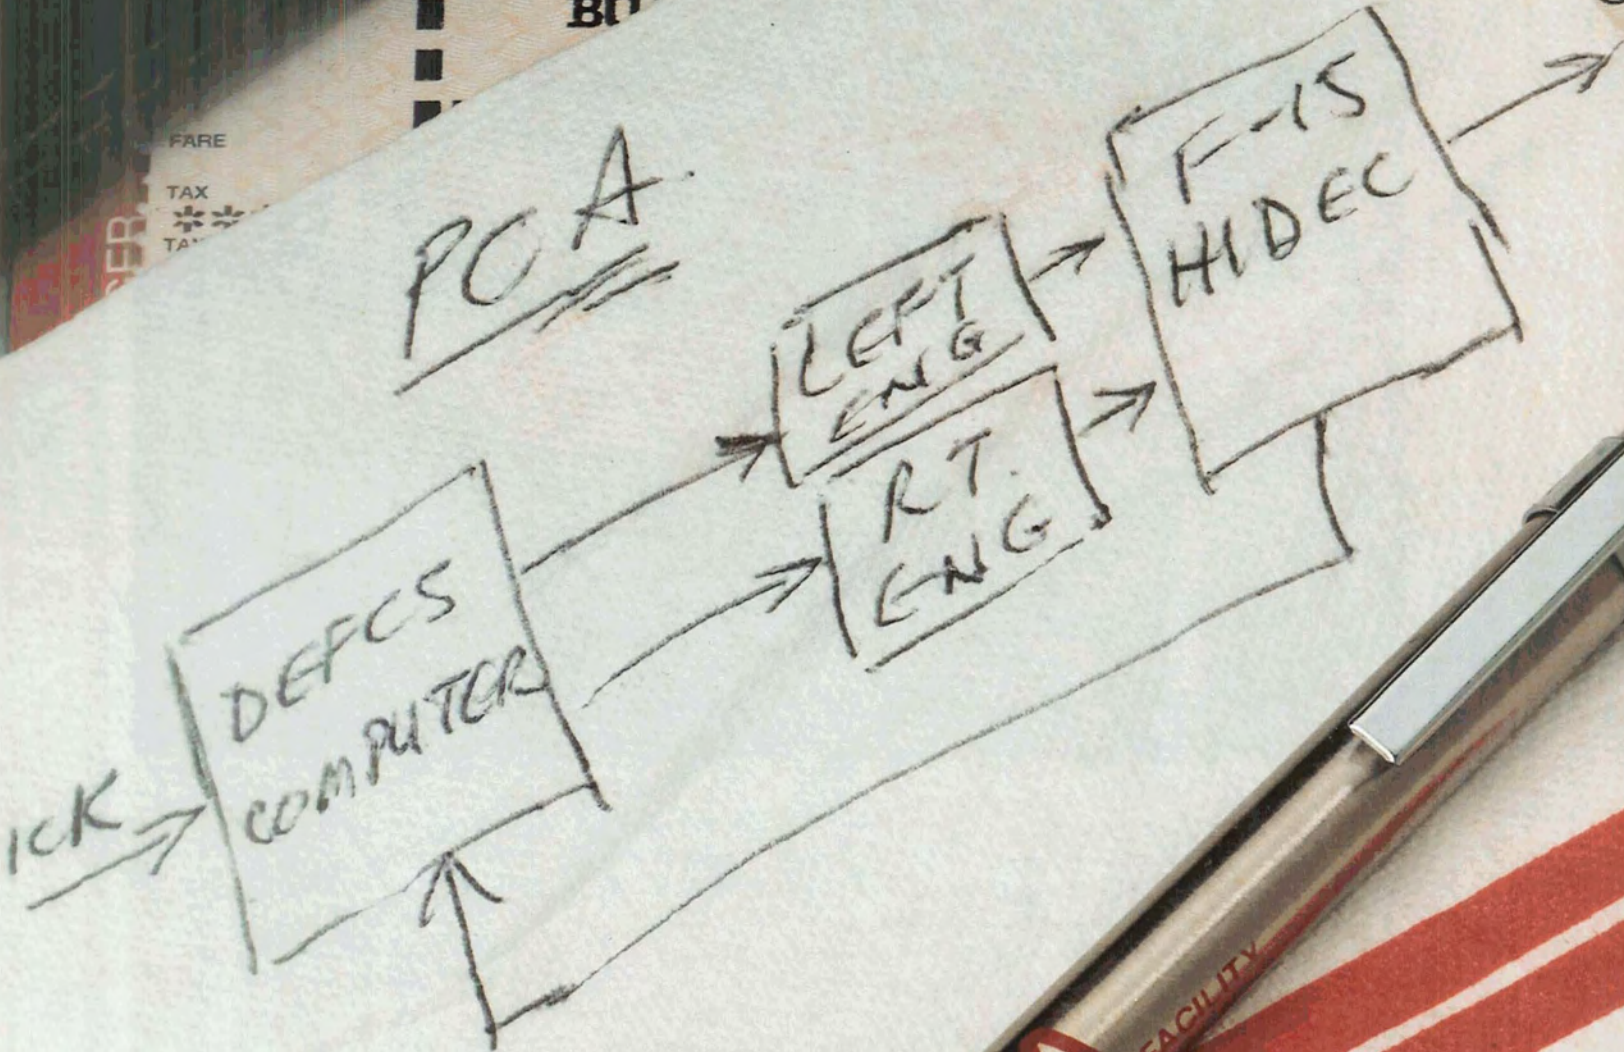 BO
FARE
TAX
PCA
LEFT
ENG
RT.
ENG
F-15
HIDEC
DEFCS
COMPUTER
ICK
FACILITY